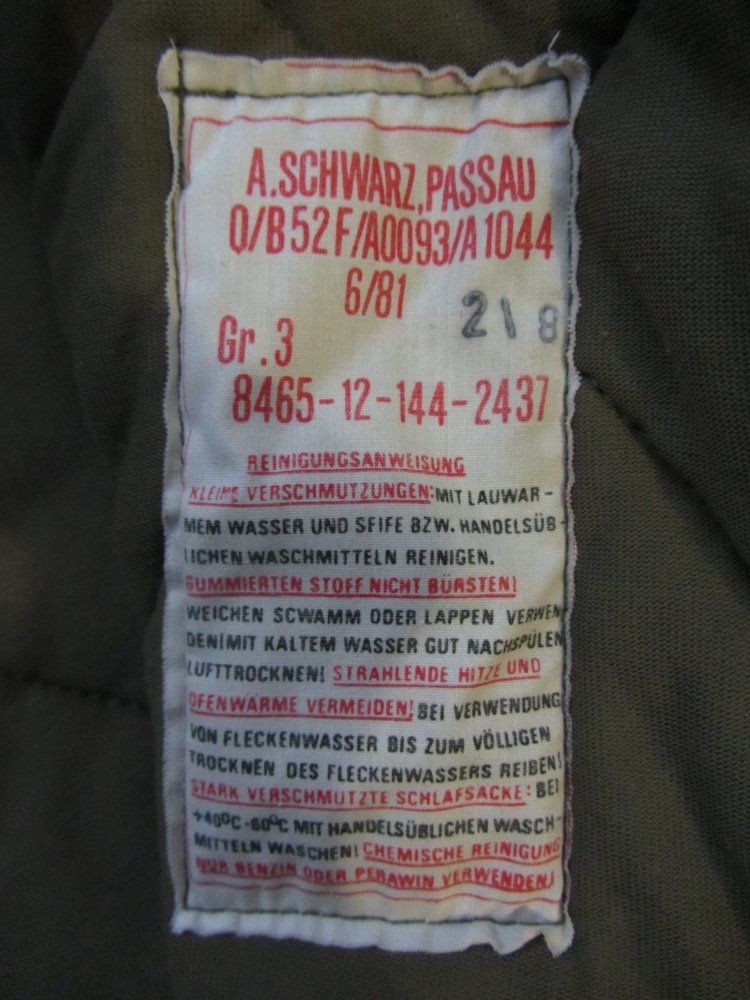 A.SCHWARZ,PASSAU
O/B52F/A0093/A1044
6/81
2\8
Gr.3
8465-12-144-2437
REINIGUNGSANWEISUNG
KLEINE VERSCHMUTZUNGEN: MIT LAUWAR-
MEM WASSER UND SEIFE BZW. HANDELSÜB-
LICHEN WASCHMITTELN REINIGEN.
GUMMIERTEN STOFF NICHT BÜRSTEN!
WEICHEN SCHWAMM ODER LAPPEN VERWEN
DEN!MIT KALTEM WASSER GUT NACHSPÜLEN
LUFTTROCKNEN! STRAHLENDE HITZE UND
OFENWÄRME VERMEIDEN! BEI VERWENDUNG
VON FLECKENWASSER BIS ZUM VÖLLIGEN
TROCKNEN DES FLECKENWASSERS REIBEN!
STARK VERSCHMUTZTE SCHLAFSACKE: BEI
+40°C-60°C MIT HANDELSÜBLICHEN WASCH-
MITTELN WASCHEN! CHEMISCHE REINIGUNG
NUR BENZIN ODER PERAWIN VERWENDEN!